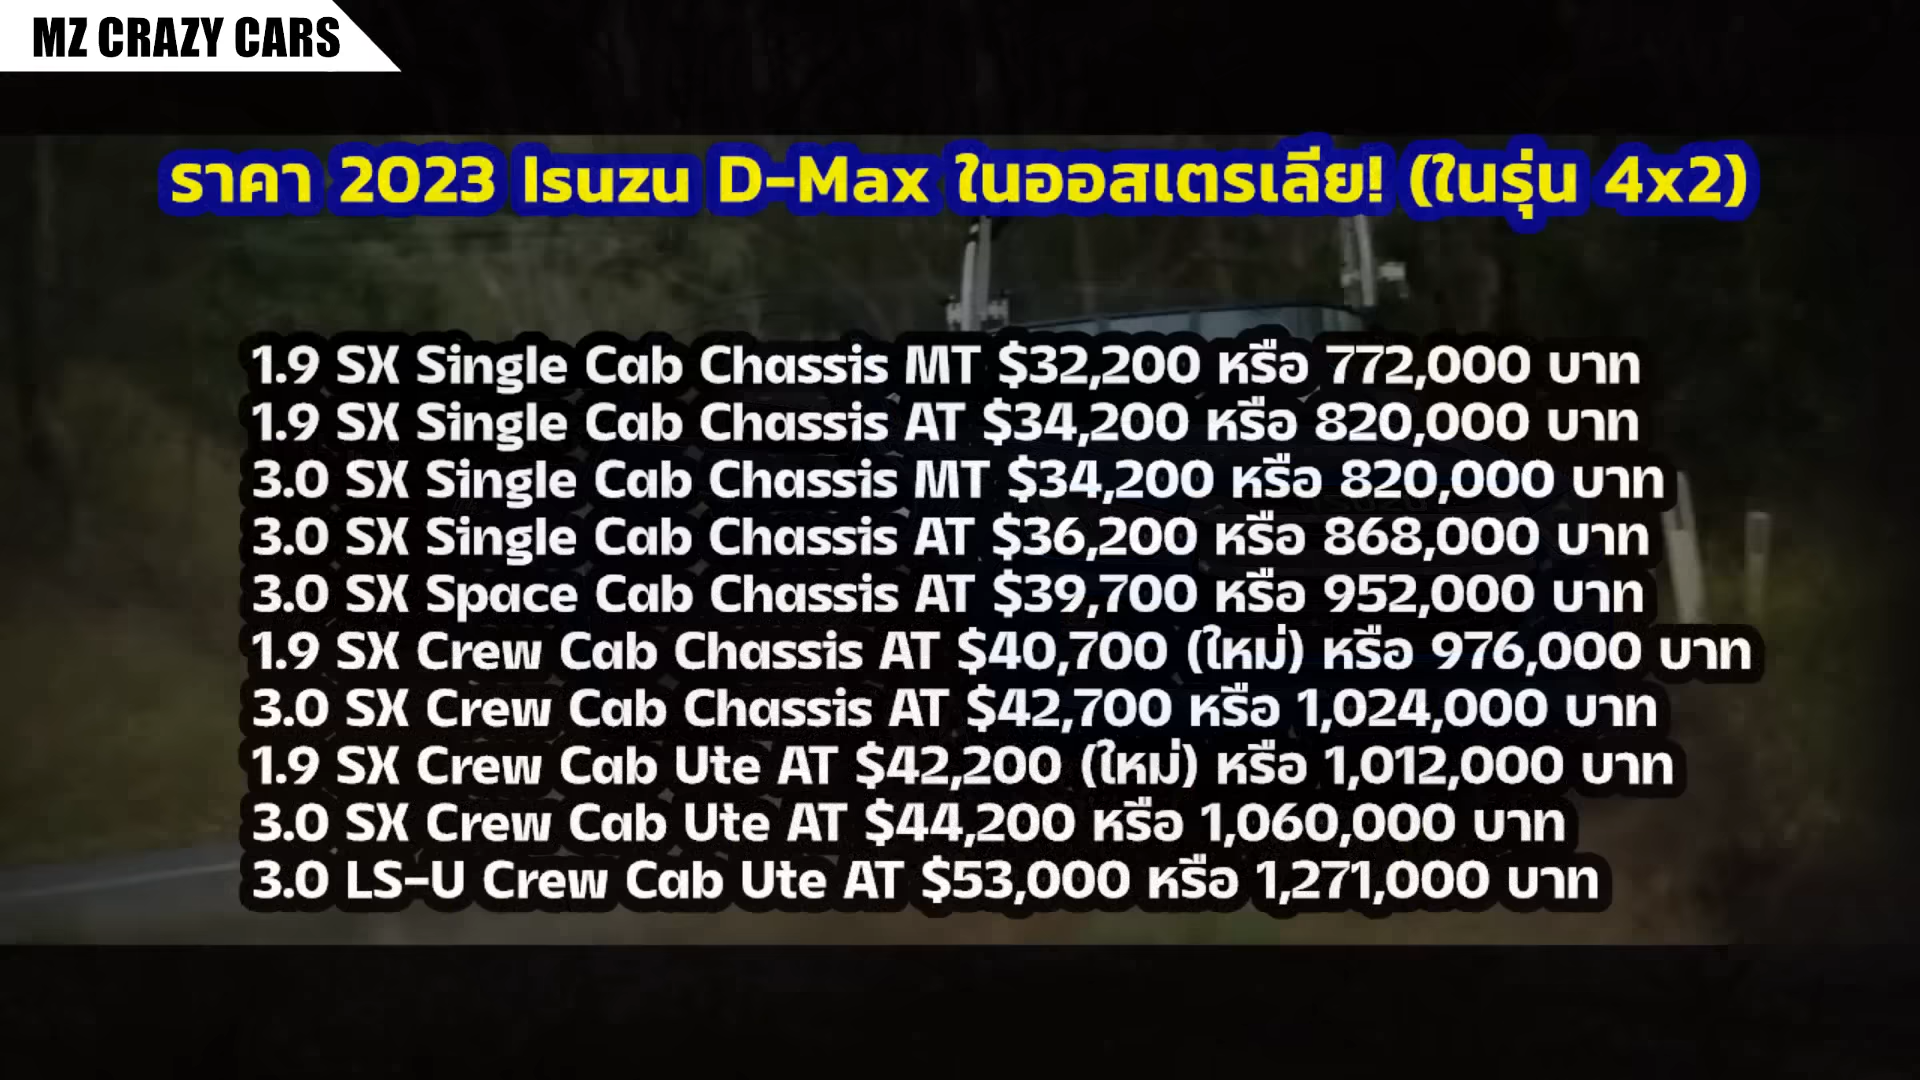 MZ CRAZY CARS
ราคา 2023 Isuzu D-Max ในออสเตรเลีย! (ในรุ่น 4x2)
1.9 SX Single Cab Chassis MT $32,200 หรือ 772,000 บาท
1.9 SX Single Cab Chassis AT $34,200 หรือ 820,000 บาท
3.0 SX Single Cab Chassis MT $34,200 หรือ 820,000 บาท
3.0 SX Single Cab Chassis AT $36,200 หรือ 868,000 บาท
3.0 SX Space Cab Chassis AT $39,700 หรือ 952,000 บาท
1.9 SX Crew Cab Chassis AT $40,700 (ใหม่) หรือ 976,000 บาท
3.0 SX Crew Cab Chassis AT $42,700 หรือ 1,024,000 บาท
1.9 SX Crew Cab Ute AT $42,200 (ใหม่) หรือ 1,012,000 บาท
3.0 SX Crew Cab Ute AT $44,200 หรือ 1,060,000 บาท
3.0 LS-U Crew Cab Ute AT $53,000 หรือ 1,271,000 บาท